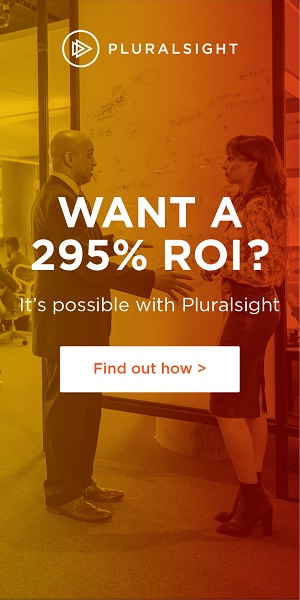 PLURALSIGHT
WANT A
295% ROI?
It's possible with Pluralsight
Find out how >